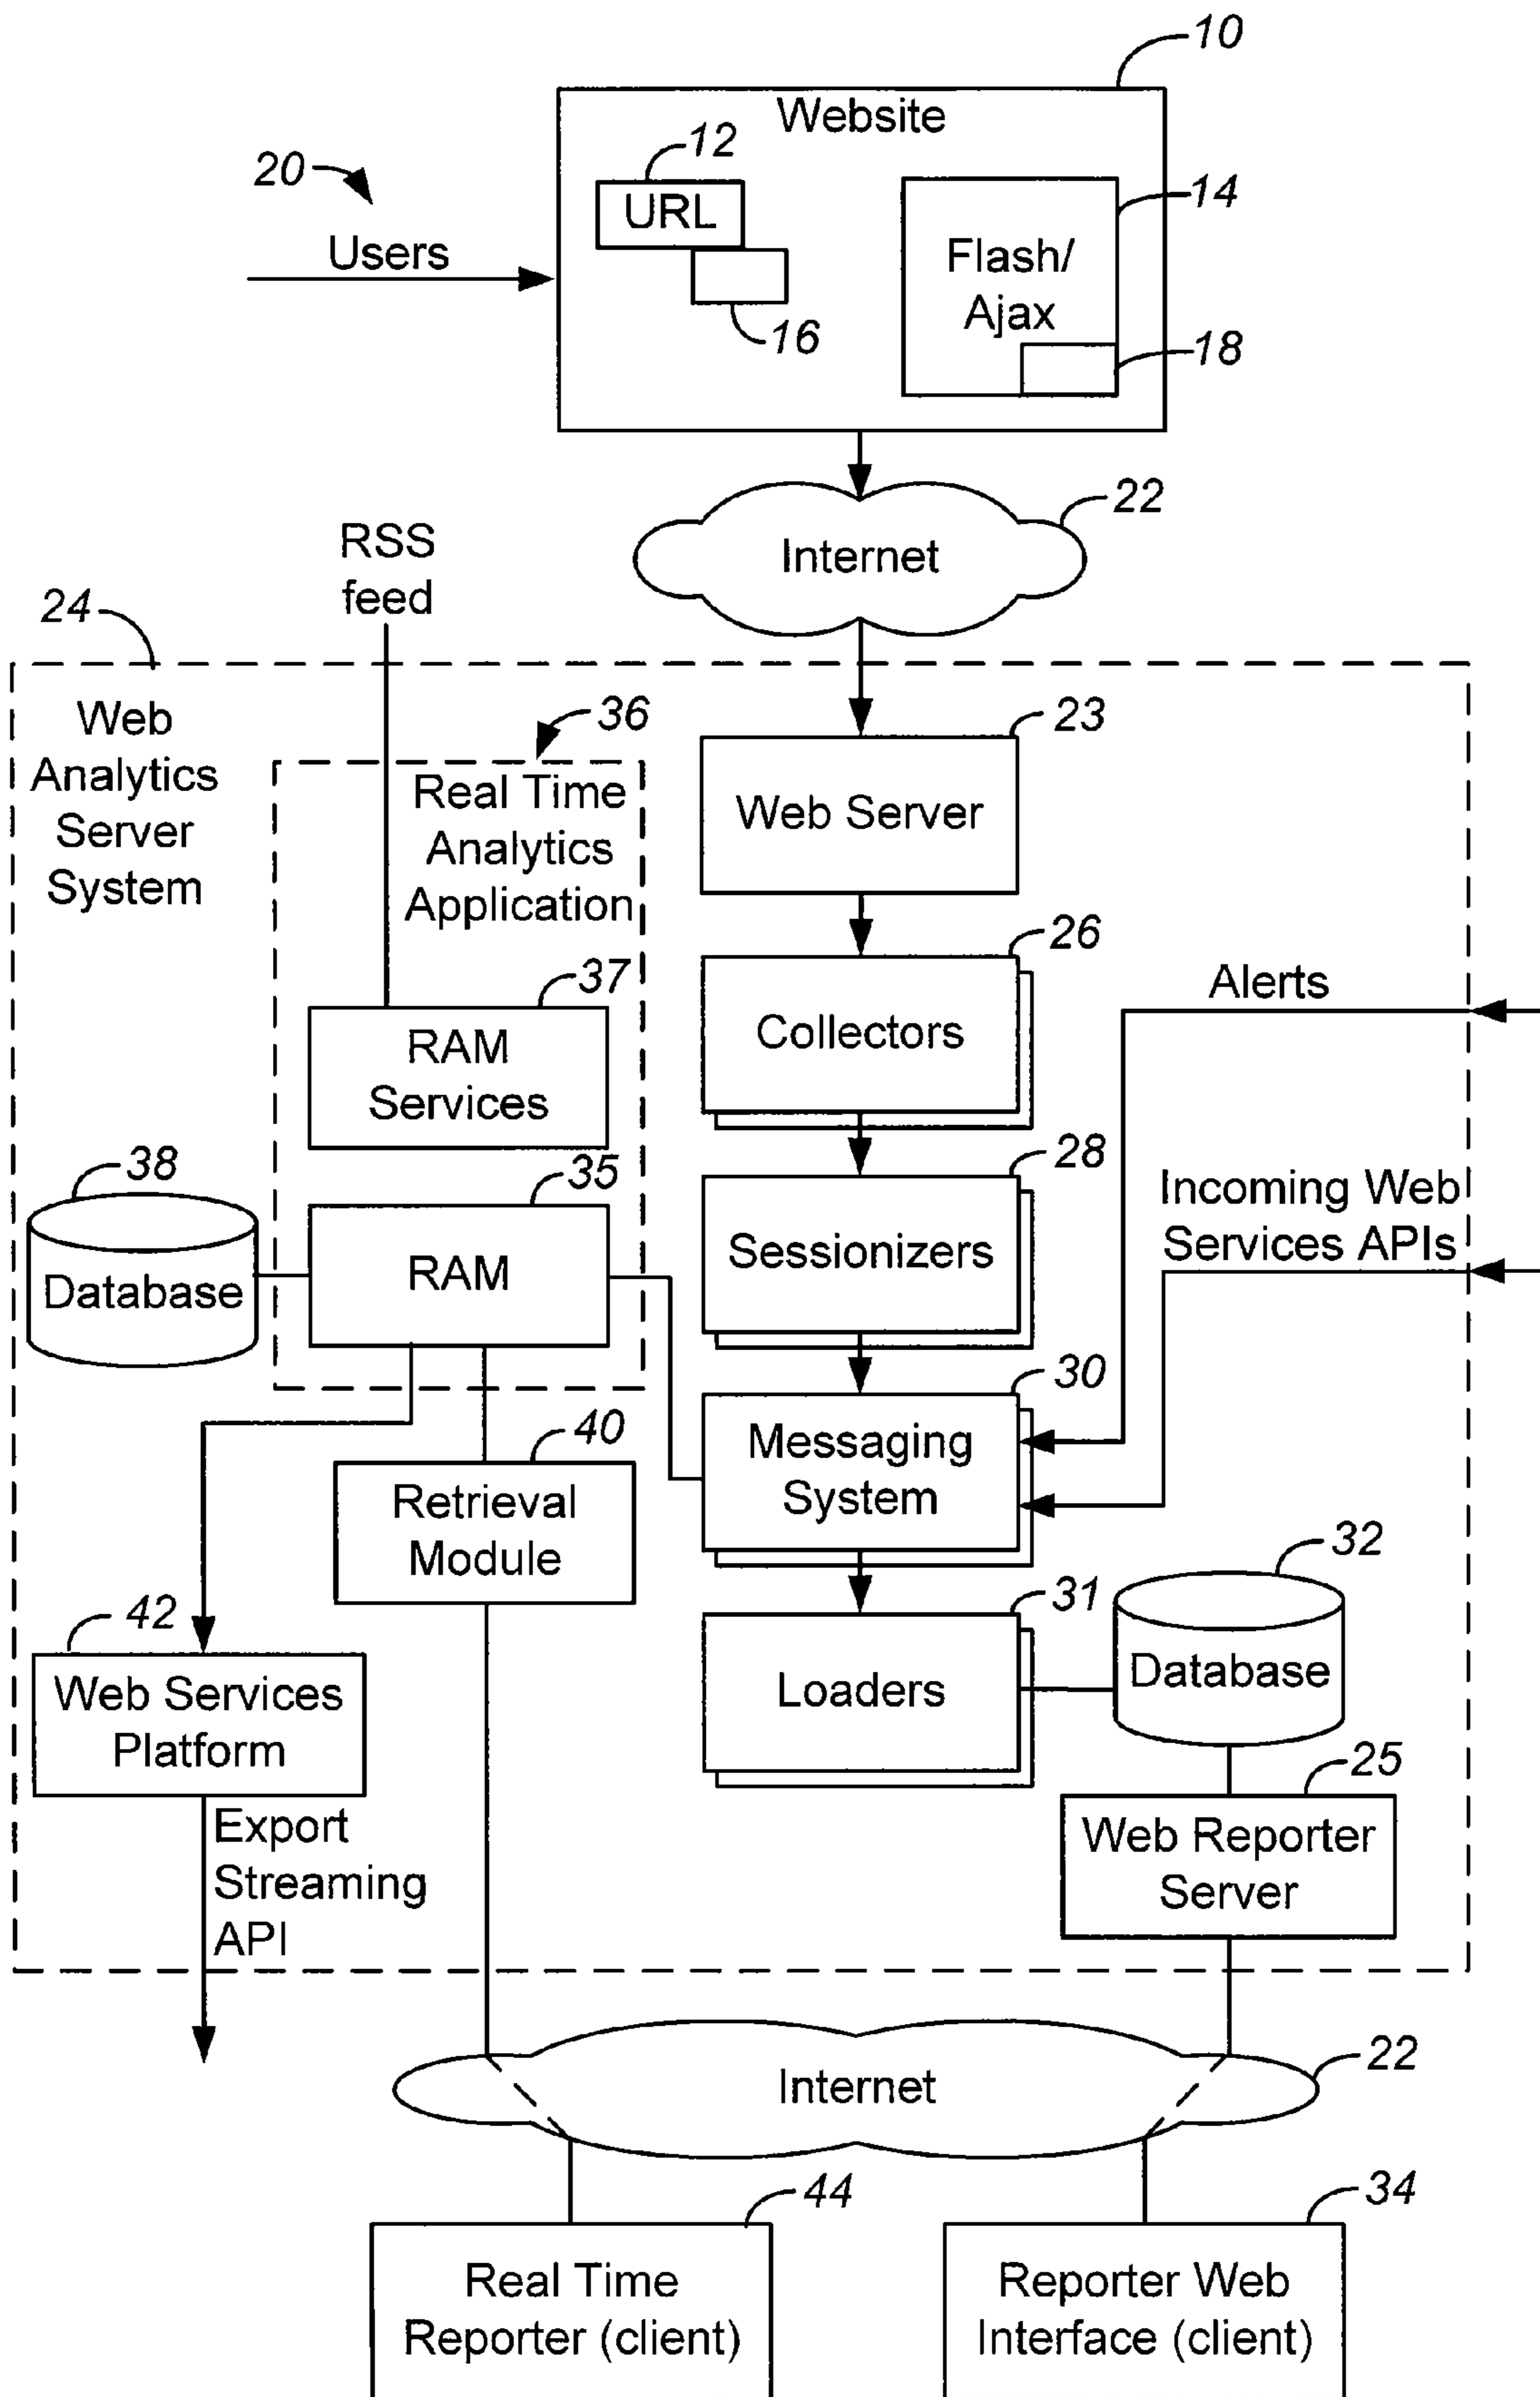 10
Website
12
20
URL
14
Users
Flash/
Ajax
16
18
22
Internet
RSS
feed
24
Web
Analytics
Server
System
36
Real Time
Analytics
Application
23
Web Server
26
Collectors
Alerts
37
RAM
Services
28
Sessionizers
Incoming Web
Services APIs
38
Database
35
RAM
30
Messaging
System
40
Retrieval
Module
32
Database
31
Loaders
42
Web Services
Platform
25
Web Reporter
Server
Export
Streaming
API
22
Internet
44
Real Time
Reporter (client)
34
Reporter Web
Interface (client)